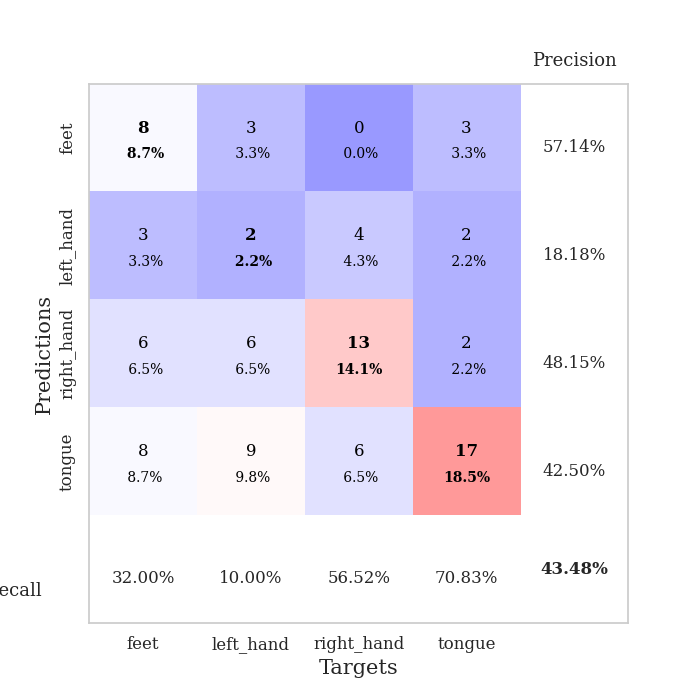 Precision
feet
8 3 0 3
8.7% 3.3% 0.0% 3.3%
57.14%
left_hand
3 2 4 2
3.3% 2.2% 4.3% 2.2%
18.18%
right_hand
6 6 13 2
6.5% 6.5% 14.1% 2.2%
48.15%
tongue
8 9 6 17
8.7% 9.8% 6.5% 18.5%
42.50%
Predictions
ecall
32.00% 10.00% 56.52% 70.83% 43.48%
feet left_hand right_hand tongue
Targets